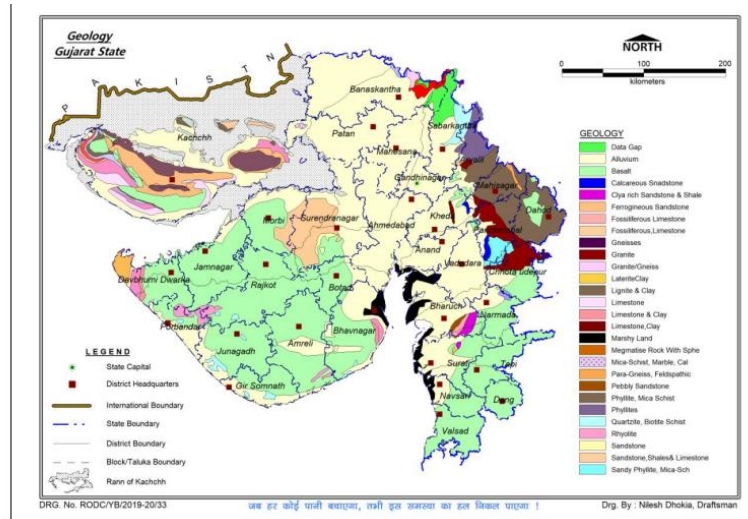 Geology
Gujarat State
NORTH
0 50 100 200
kilometers
PAKISTN
Banaskantha
Patan
Sabarkantha
Kachchh
Mahesana
Gandhinagar
Mahisagar
Morbi
Surendranagar
Ahmedabad
Kheda
Dahod
Anand
Jamnagar
Vadodara
Devbhumi Dwarka
Rajkot
Botad
Chhota udepur
Porbandar
Bhavnagar
Bharuch
Narmada
Junagadh
Amreli
Surat
Tapi
Gir Somnath
Navsari
Dang
Valsad
GEOLOGY
Data Gap
Alluvium
Basalt
Calcareous Snadstone
Clya rich Sandstone & Shale
Ferrogineous Sandstone
Fossiliferous Limestone
Fossiliferous,Limestone
Gneisses
Granite
Granite/Gneiss
LateriteClay
Lignite & Clay
Limestone
Limestone & Clay
Limestone,Clay
Marshy Land
Megmatise Rock With Sphe
Mica-Schist, Marble, Cal
Para-Gneiss, Feldspathic
Pebbly Sandstone
Phyllite, Mica Schist
Phyllites
Quartzite, Biotite Schist
Rhyolite
Sandstone
Sandstone,Shales& Limestone
Sandy Phyllite, Mica-Sch
LEGEND
State Capital
District Headquarters
International Boundary
State Boundary
District Boundary
Block/Taluka Boundary
Rann of Kachchh
DRG. No. RODC/YB/2019-20/33
जब हर कोई पानी बचाएगा, तभी इस समस्या का हल निकल पाएगा !
Drg. By : Nilesh Dhokia, Draftsman